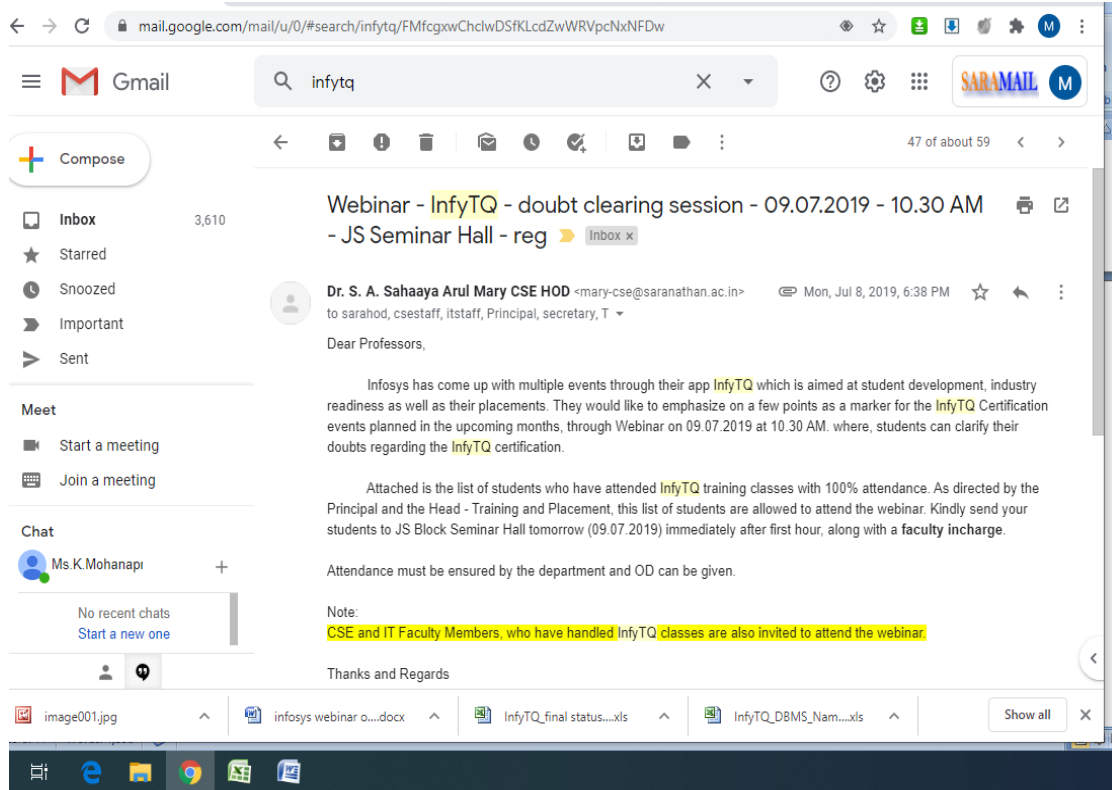 mail.google.com/mail/u/0/#search/infytq/FMfcgxwChclwDSfKLcdZwWRVpcNxNFDw
M
Gmail
infytq
SARAMAIL
M
Compose
47 of about 59
Inbox 3,610
Starred
Snoozed
Important
Sent
Meet
Start a meeting
Join a meeting
Chat
Ms.K.Mohanapr
No recent chats
Start a new one
Webinar - InfyTQ - doubt clearing session - 09.07.2019 - 10.30 AM
- JS Seminar Hall - reg Inbox x
Dr. S. A. Sahaaya Arul Mary CSE HOD <mary-cse@saranathan.ac.in> Mon, Jul 8, 2019, 6:38 PM
to sarahod, csestaff, itstaff, Principal, secretary, T
Dear Professors,
Infosys has come up with multiple events through their app InfyTQ which is aimed at student development, industry
readiness as well as their placements. They would like to emphasize on a few points as a marker for the InfyTQ Certification
events planned in the upcoming months, through Webinar on 09.07.2019 at 10.30 AM. where, students can clarify their
doubts regarding the InfyTQ certification.
Attached is the list of students who have attended InfyTQ training classes with 100% attendance. As directed by the
Principal and the Head - Training and Placement, this list of students are allowed to attend the webinar. Kindly send your
students to JS Block Seminar Hall tomorrow (09.07.2019) immediately after first hour, along with a faculty incharge.
Attendance must be ensured by the department and OD can be given.
Note:
CSE and IT Faculty Members, who have handled InfyTQ classes are also invited to attend the webinar.
Thanks and Regards
image001.jpg
infosys webinar o....docx
InfyTQ_final status....xls
InfyTQ_DBMS_Nam....xls
Show all